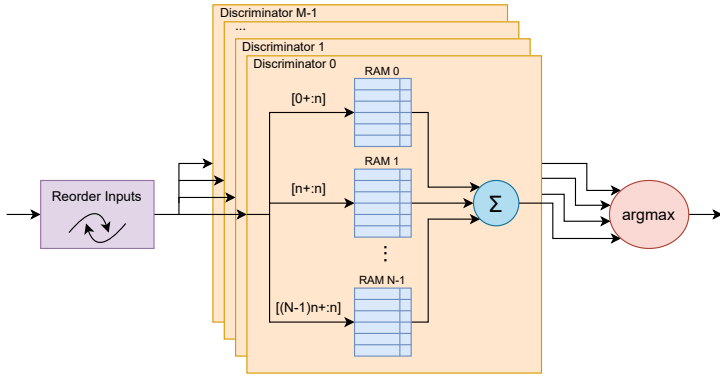 Discriminator M-1
...
Discriminator 1
Discriminator 0
RAM 0
[0+:n]
RAM 1
Reorder Inputs
[n+:n]
Σ
argmax
⋮
RAM N-1
[(N-1)n+:n]